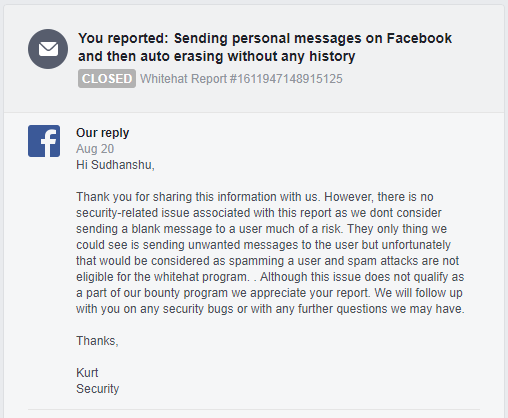 You reported: Sending personal messages on Facebook
and then auto erasing without any history
CLOSED Whitehat Report #1611947148915125
Our reply
Aug 20
Hi Sudhanshu,
Thank you for sharing this information with us. However, there is no
security-related issue associated with this report as we dont consider
sending a blank message to a user much of a risk. They only thing we
could see is sending unwanted messages to the user but unfortunately
that would be considered as spamming a user and spam attacks are not
eligible for the whitehat program. . Although this issue does not qualify as
a part of our bounty program we appreciate your report. We will follow up
with you on any security bugs or with any further questions we may have.
Thanks,
Kurt
Security